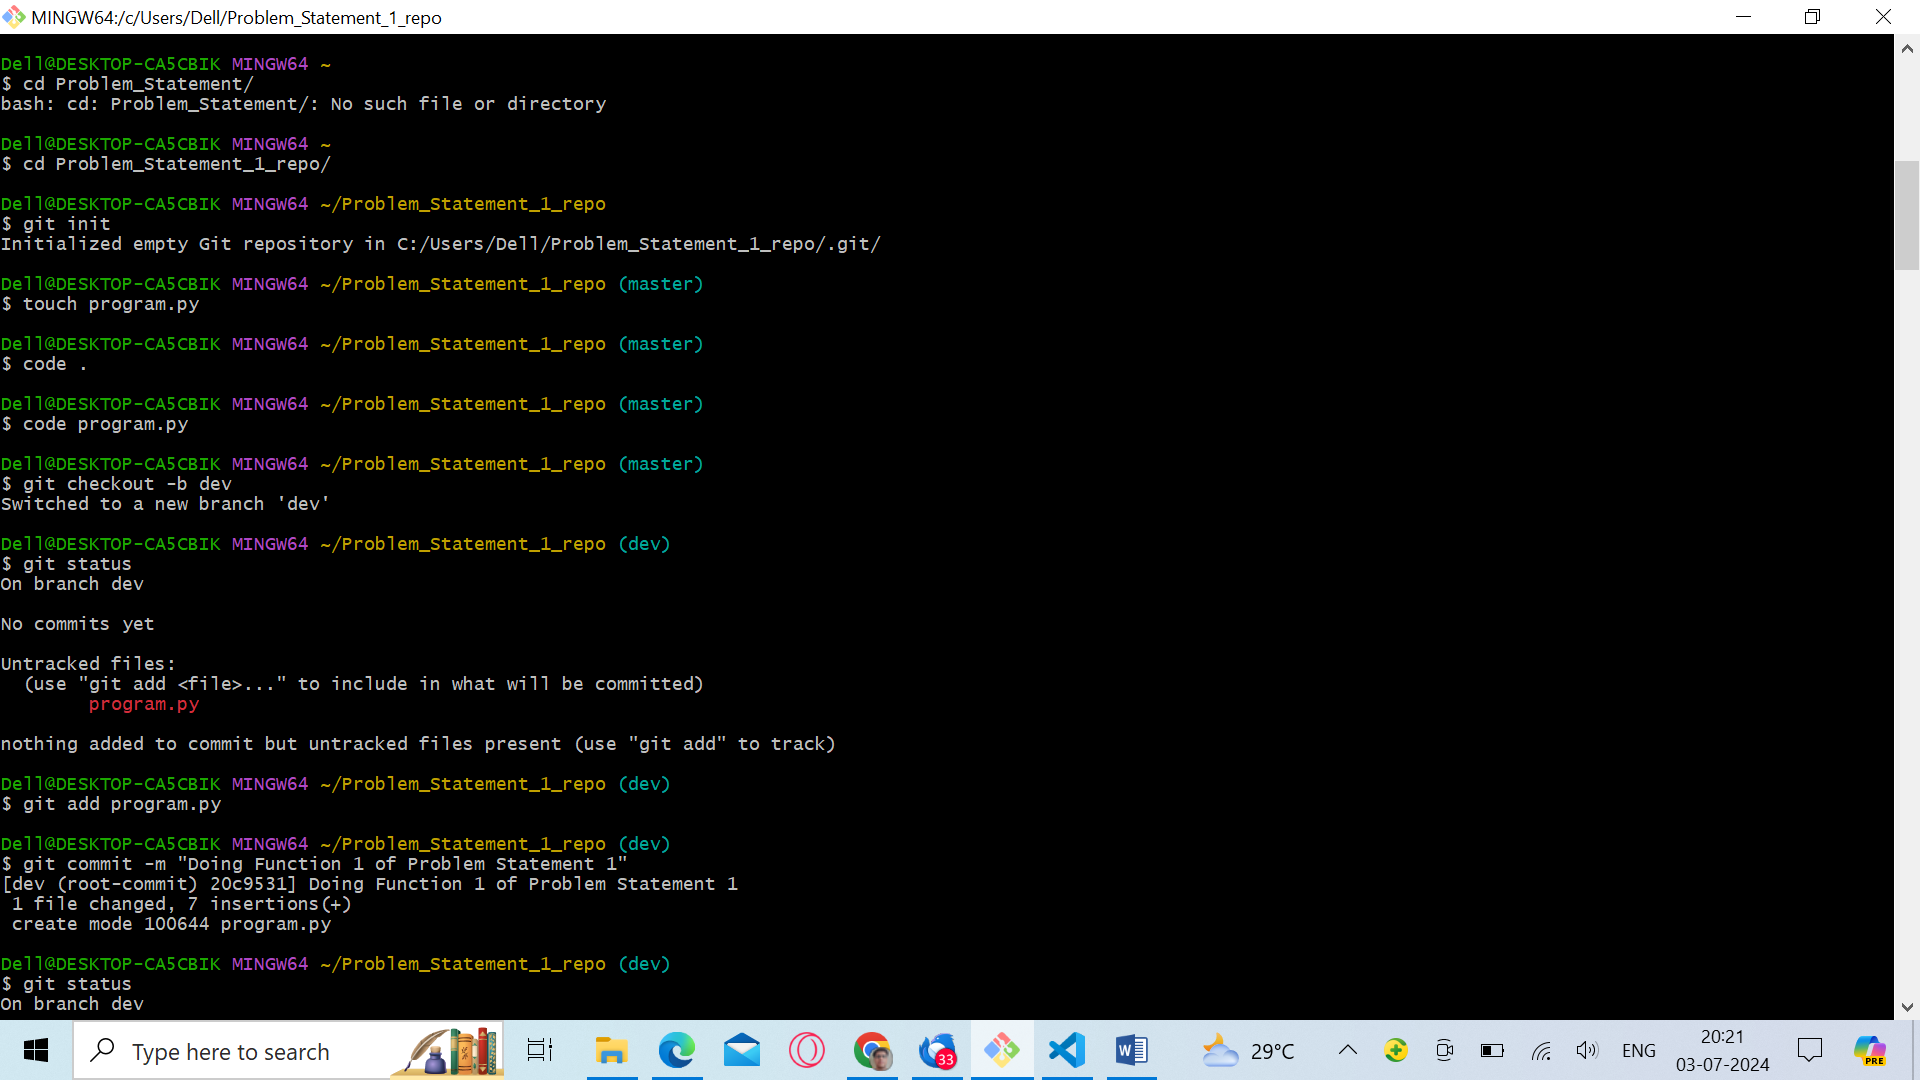 MINGW64:/c/Users/Dell/Problem_Statement_1_repo
Dell@DESKTOP-CA5CBIK MINGW64 ~
$ cd Problem_Statement/
bash: cd: Problem_Statement/: No such file or directory
Dell@DESKTOP-CA5CBIK MINGW64 ~
$ cd Problem_Statement_1_repo/
Dell@DESKTOP-CA5CBIK MINGW64 ~/Problem_Statement_1_repo
$ git init
Initialized empty Git repository in C:/Users/Dell/Problem_Statement_1_repo/.git/
Dell@DESKTOP-CA5CBIK MINGW64 ~/Problem_Statement_1_repo (master)
$ touch program.py
Dell@DESKTOP-CA5CBIK MINGW64 ~/Problem_Statement_1_repo (master)
$ code .
Dell@DESKTOP-CA5CBIK MINGW64 ~/Problem_Statement_1_repo (master)
$ code program.py
Dell@DESKTOP-CA5CBIK MINGW64 ~/Problem_Statement_1_repo (master)
$ git checkout -b dev
Switched to a new branch 'dev'
Dell@DESKTOP-CA5CBIK MINGW64 ~/Problem_Statement_1_repo (dev)
$ git status
On branch dev
No commits yet
Untracked files:
  (use "git add <file>..." to include in what will be committed)
        program.py
nothing added to commit but untracked files present (use "git add" to track)
Dell@DESKTOP-CA5CBIK MINGW64 ~/Problem_Statement_1_repo (dev)
$ git add program.py
Dell@DESKTOP-CA5CBIK MINGW64 ~/Problem_Statement_1_repo (dev)
$ git commit -m "Doing Function 1 of Problem Statement 1"
[dev (root-commit) 20c9531] Doing Function 1 of Problem Statement 1
 1 file changed, 7 insertions(+)
 create mode 100644 program.py
Dell@DESKTOP-CA5CBIK MINGW64 ~/Problem_Statement_1_repo (dev)
$ git status
On branch dev
Type here to search
33
W
29°C
ENG
20:21
03-07-2024
PRE